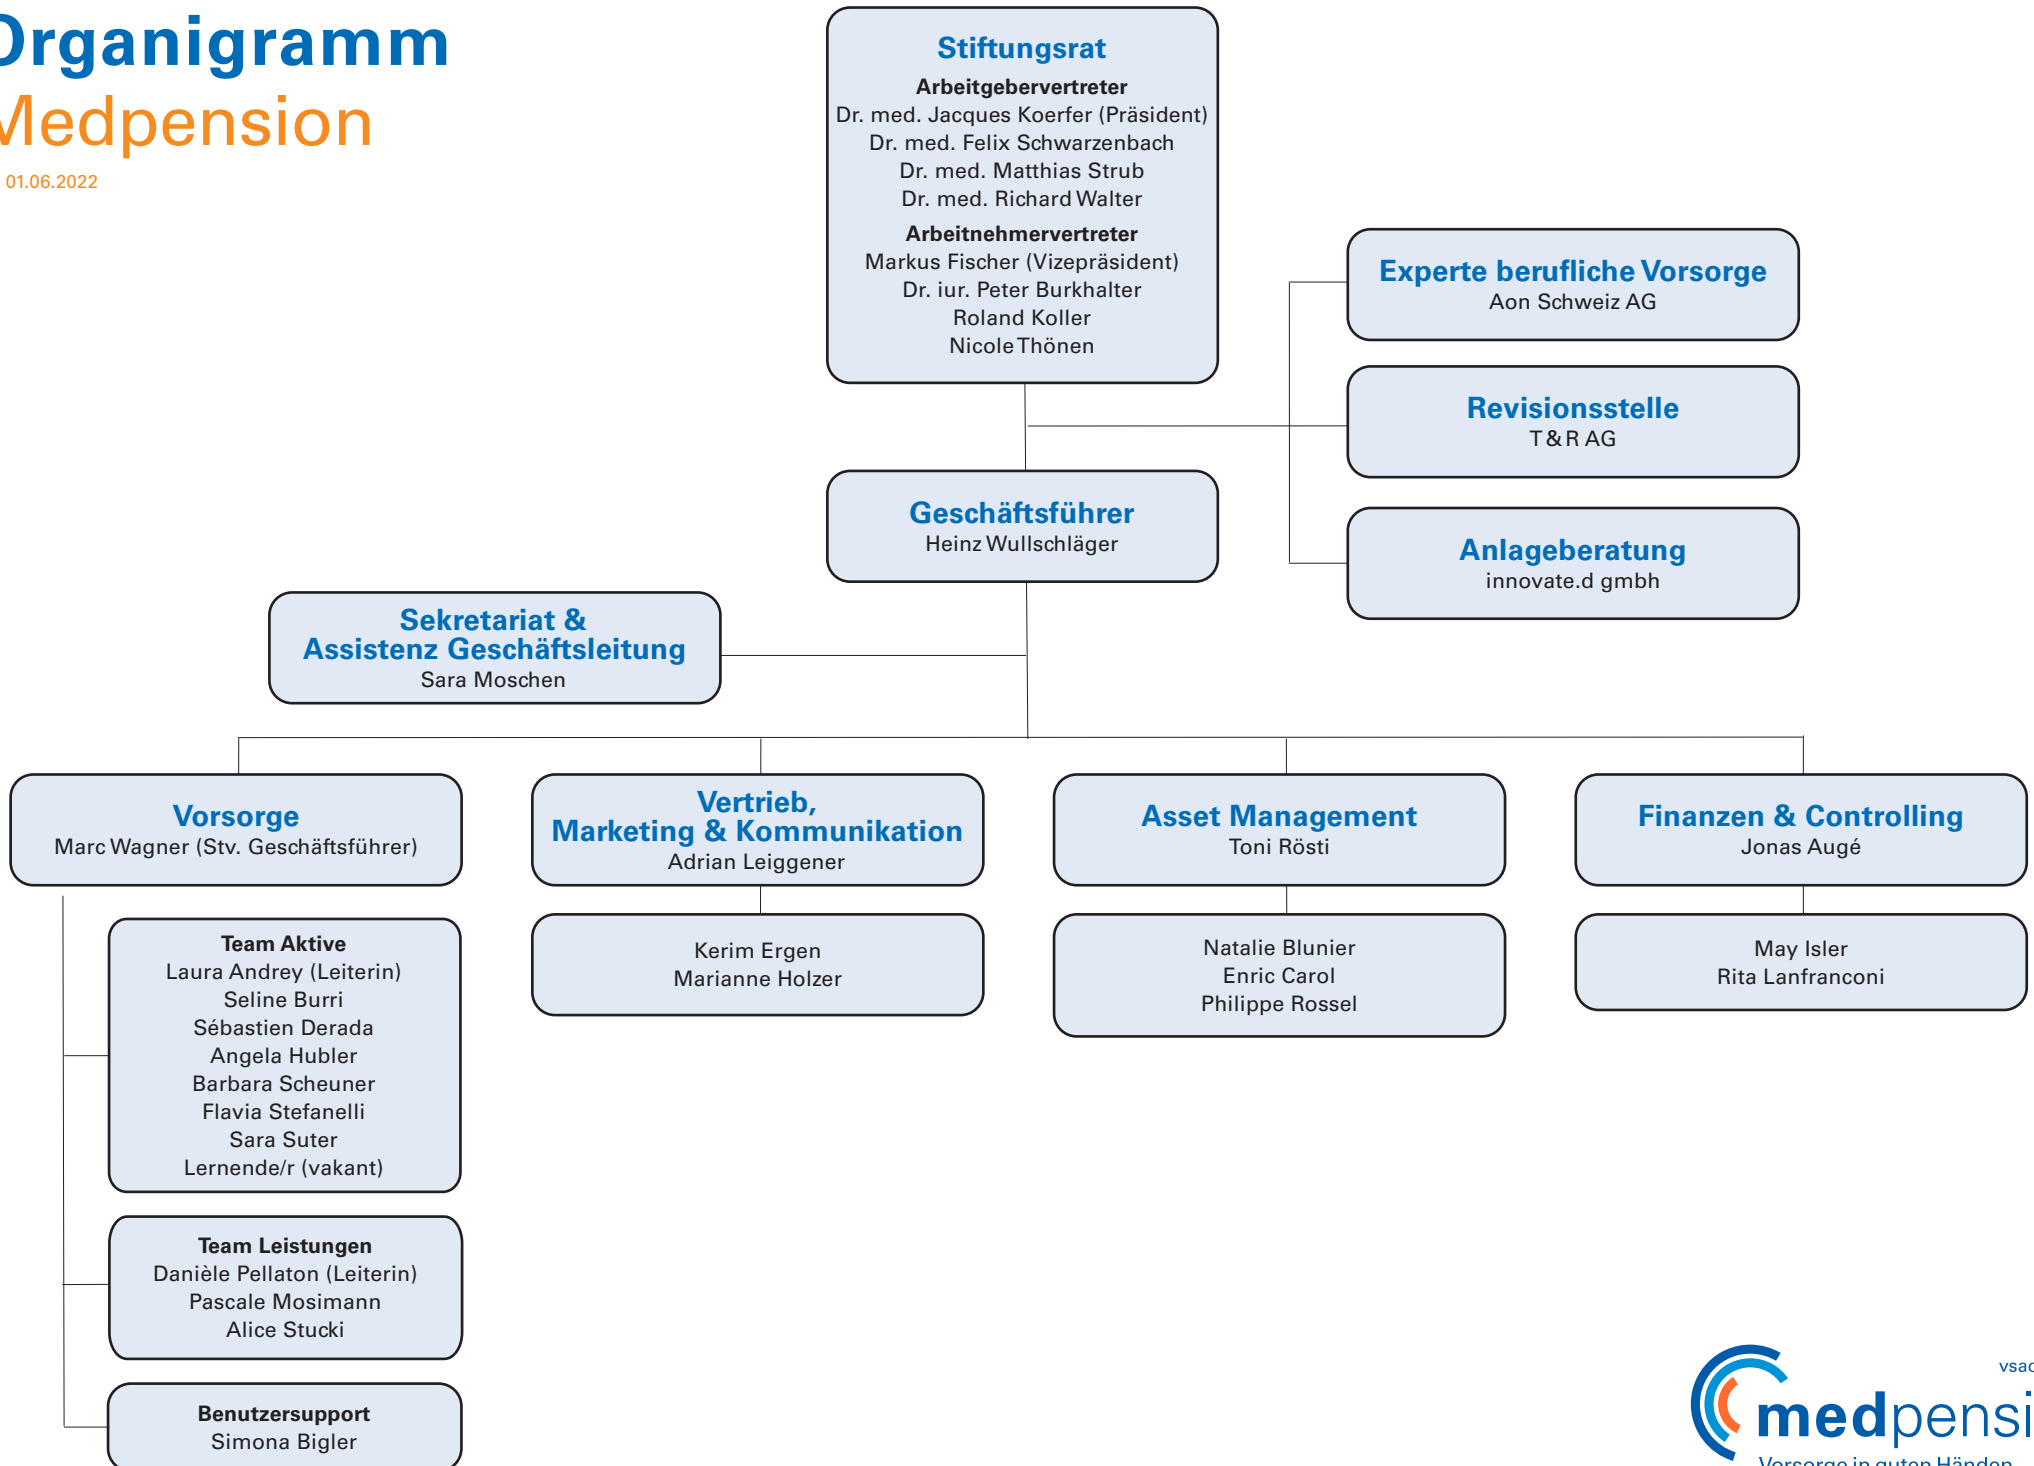 Organigramm
Medpension
01.06.2022
Stiftungsrat
Arbeitgebervertreter
Dr. med. Jacques Koerfer (Präsident)
Dr. med. Felix Schwarzenbach
Dr. med. Matthias Strub
Dr. med. Richard Walter
Arbeitnehmervertreter
Markus Fischer (Vizepräsident)
Dr. iur. Peter Burkhalter
Roland Koller
Nicole Thönen
Experte berufliche Vorsorge
Aon Schweiz AG
Revisionsstelle
T & R AG
Anlageberatung
innovate.d gmbh
Geschäftsführer
Heinz Wullschläger
Sekretariat &
Assistenz Geschäftsleitung
Sara Moschen
Vorsorge
Marc Wagner (Stv. Geschäftsführer)
Vertrieb,
Marketing & Kommunikation
Adrian Leiggener
Asset Management
Toni Rösti
Finanzen & Controlling
Jonas Augé
Team Aktive
Laura Andrey (Leiterin)
Seline Burri
Sébastien Derada
Angela Hubler
Barbara Scheuner
Flavia Stefanelli
Sara Suter
Lernende/r (vakant)
Kerim Ergen
Marianne Holzer
Natalie Blunier
Enric Carol
Philippe Rossel
May Isler
Rita Lanfranconi
Team Leistungen
Danièle Pellaton (Leiterin)
Pascale Mosimann
Alice Stucki
Benutzersupport
Simona Bigler
vsao
medpensi
Vorsorge in guten Händen